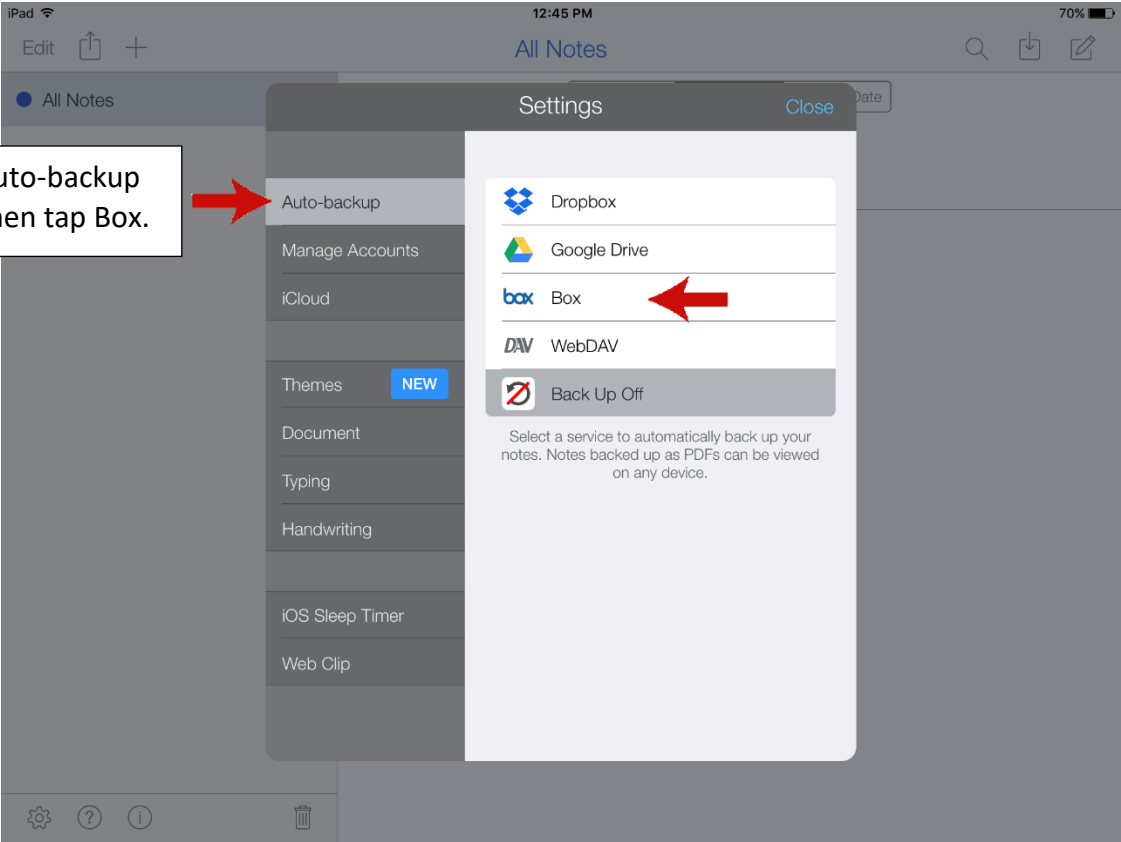 iPad 12:45 PM 70%
Edit All Notes
All Notes
Date
Settings Close
uto-backup
en tap Box.
Auto-backup
Manage Accounts
iCloud
Themes NEW
Document
Typing
Handwriting
iOS Sleep Timer
Web Clip
Dropbox
Google Drive
box Box
DAV WebDAV
Back Up Off
Select a service to automatically back up your
notes. Notes backed up as PDFs can be viewed
on any device.